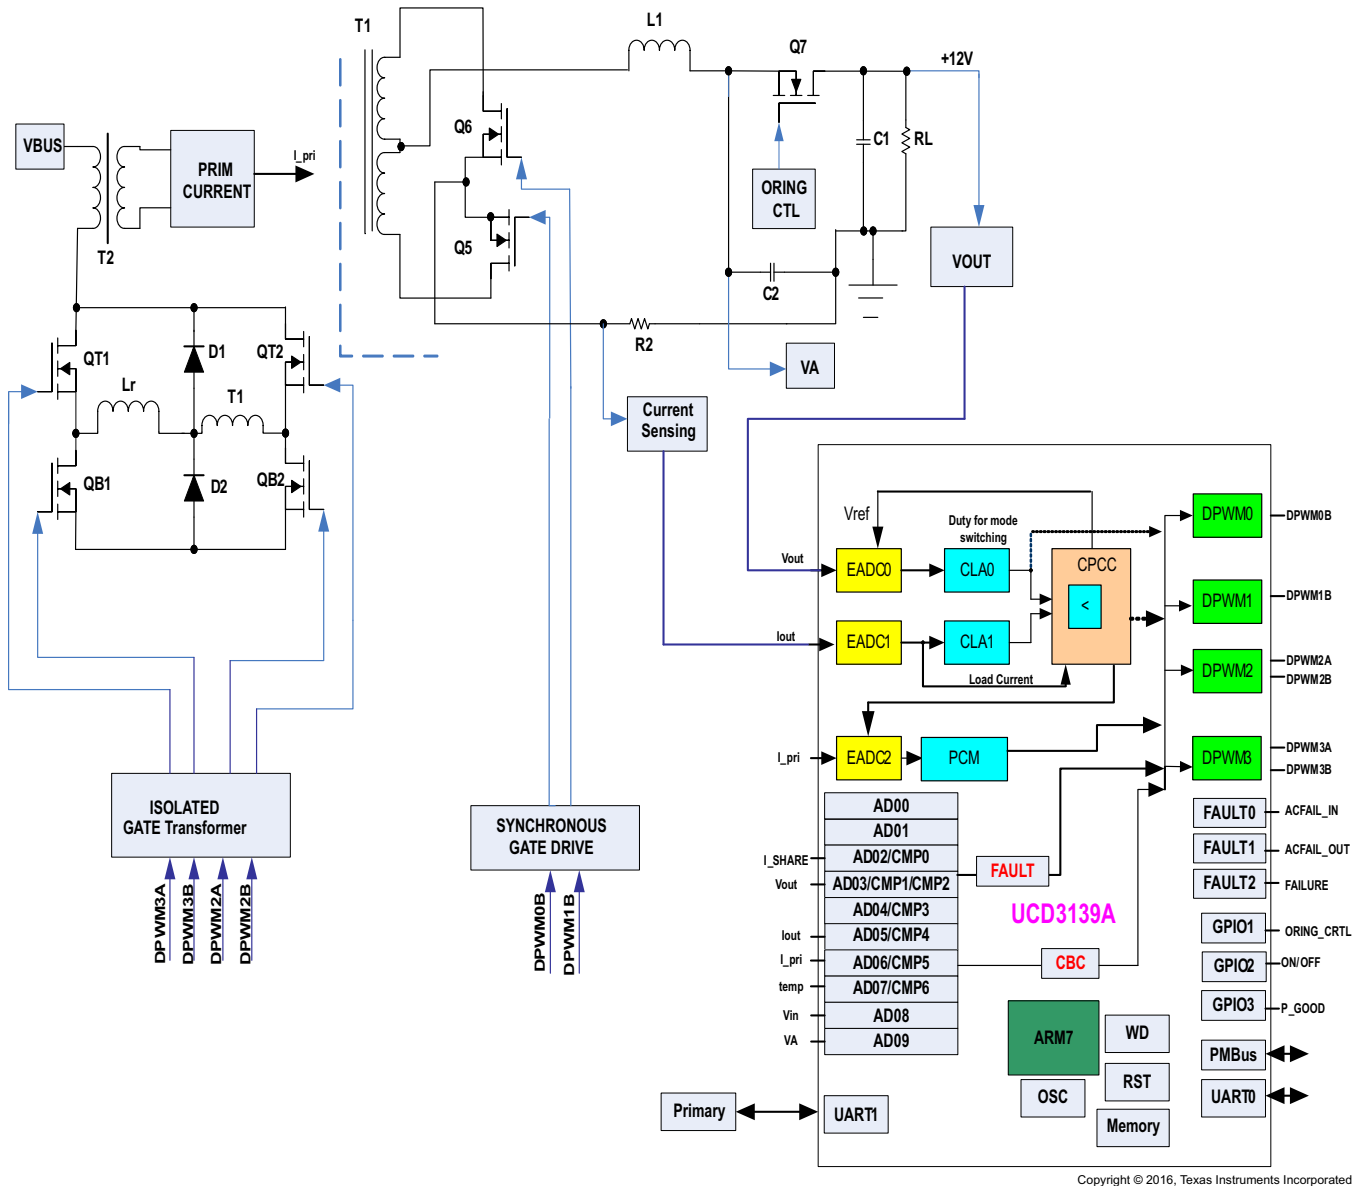 T1
L1
Q7
+12V
Q6
C1
RL
VBUS
PRIM
CURRENT
I_pri
ORING
CTL
T2
Q5
VOUT
C2
QT1
D1
QT2
R2
VA
Lr
T1
Current
Sensing
QB1
D2
QB2
Vref
Duty for mode
switching
DPWM0
DPWM0B
Vout
EADC0
CLA0
CPCC
<
DPWM1
DPWM1B
Iout
EADC1
CLA1
Load Current
DPWM2
DPWM2A
DPWM2B
I_pri
EADC2
PCM
DPWM3
DPWM3A
DPWM3B
ISOLATED
GATE Transformer
SYNCHRONOUS
GATE DRIVE
DPWM3A
DPWM3B
DPWM2A
DPWM2B
DPWM0B
DPWM1B
AD00
AD01
I_SHARE
AD02/CMP0
Vout
AD03/CMP1/CMP2
AD04/CMP3
Iout
AD05/CMP4
I_pri
AD06/CMP5
temp
AD07/CMP6
Vin
AD08
VA
AD09
FAULT
UCD3139A
CBC
FAULT0
ACFAIL_IN
FAULT1
ACFAIL_OUT
FAULT2
FAILURE
GPIO1
ORING_CRTL
GPIO2
ON/OFF
GPIO3
P_GOOD
ARM7
WD
PMBus
RST
OSC
UART0
Memory
Primary
UART1
Copyright © 2016, Texas Instruments Incorporated